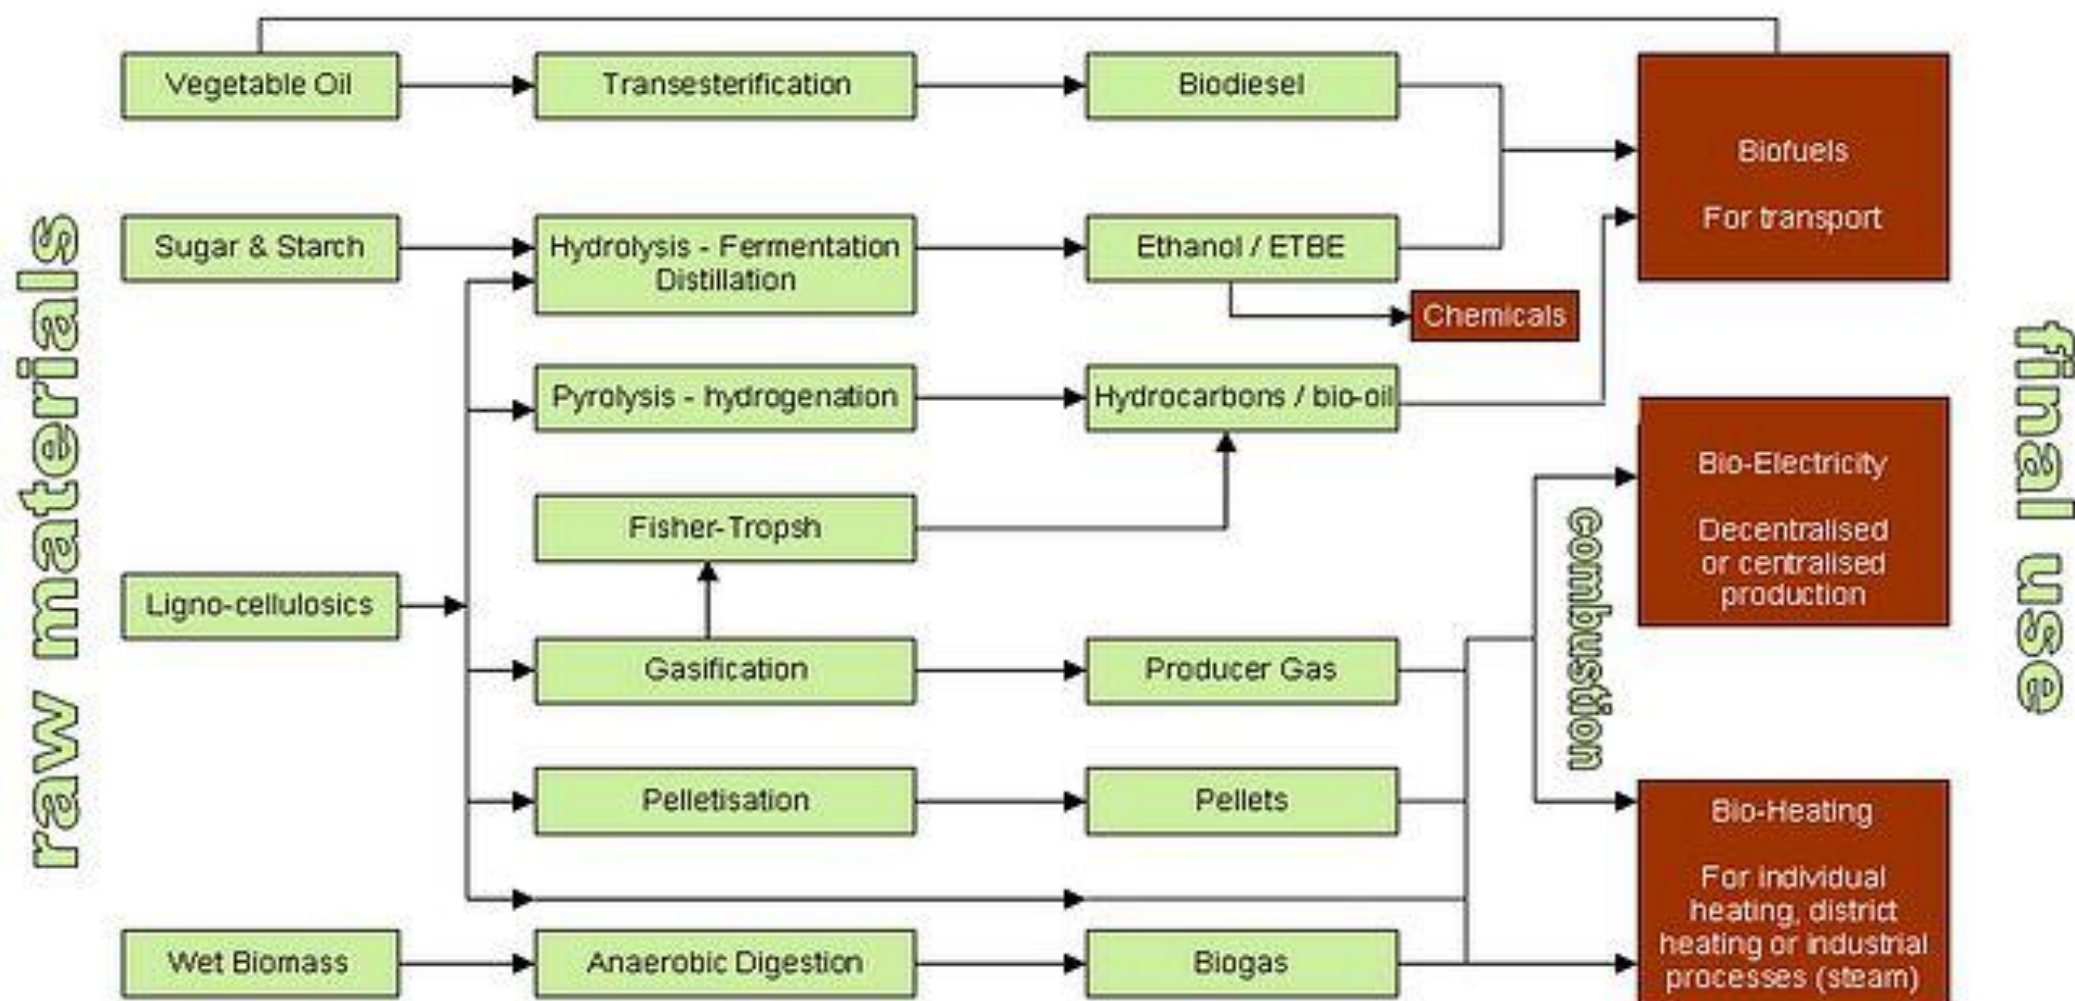 raw materials
Vegetable Oil
Transesterification
Biodiesel
Biofuels
For transport
Sugar & Starch
Hydrolysis - Fermentation
Distillation
Ethanol / ETBE
Chemicals
Pyrolysis - hydrogenation
Hydrocarbons / bio-oil
Fisher-Tropsh
Ligno-cellulosics
Gasification
Producer Gas
Pelletisation
Pellets
Wet Biomass
Anaerobic Digestion
Biogas
combustion
Bio-Electricity
Decentralised
or centralised
production
Bio-Heating
For individual
heating, district
heating or industrial
processes (steam)
final use